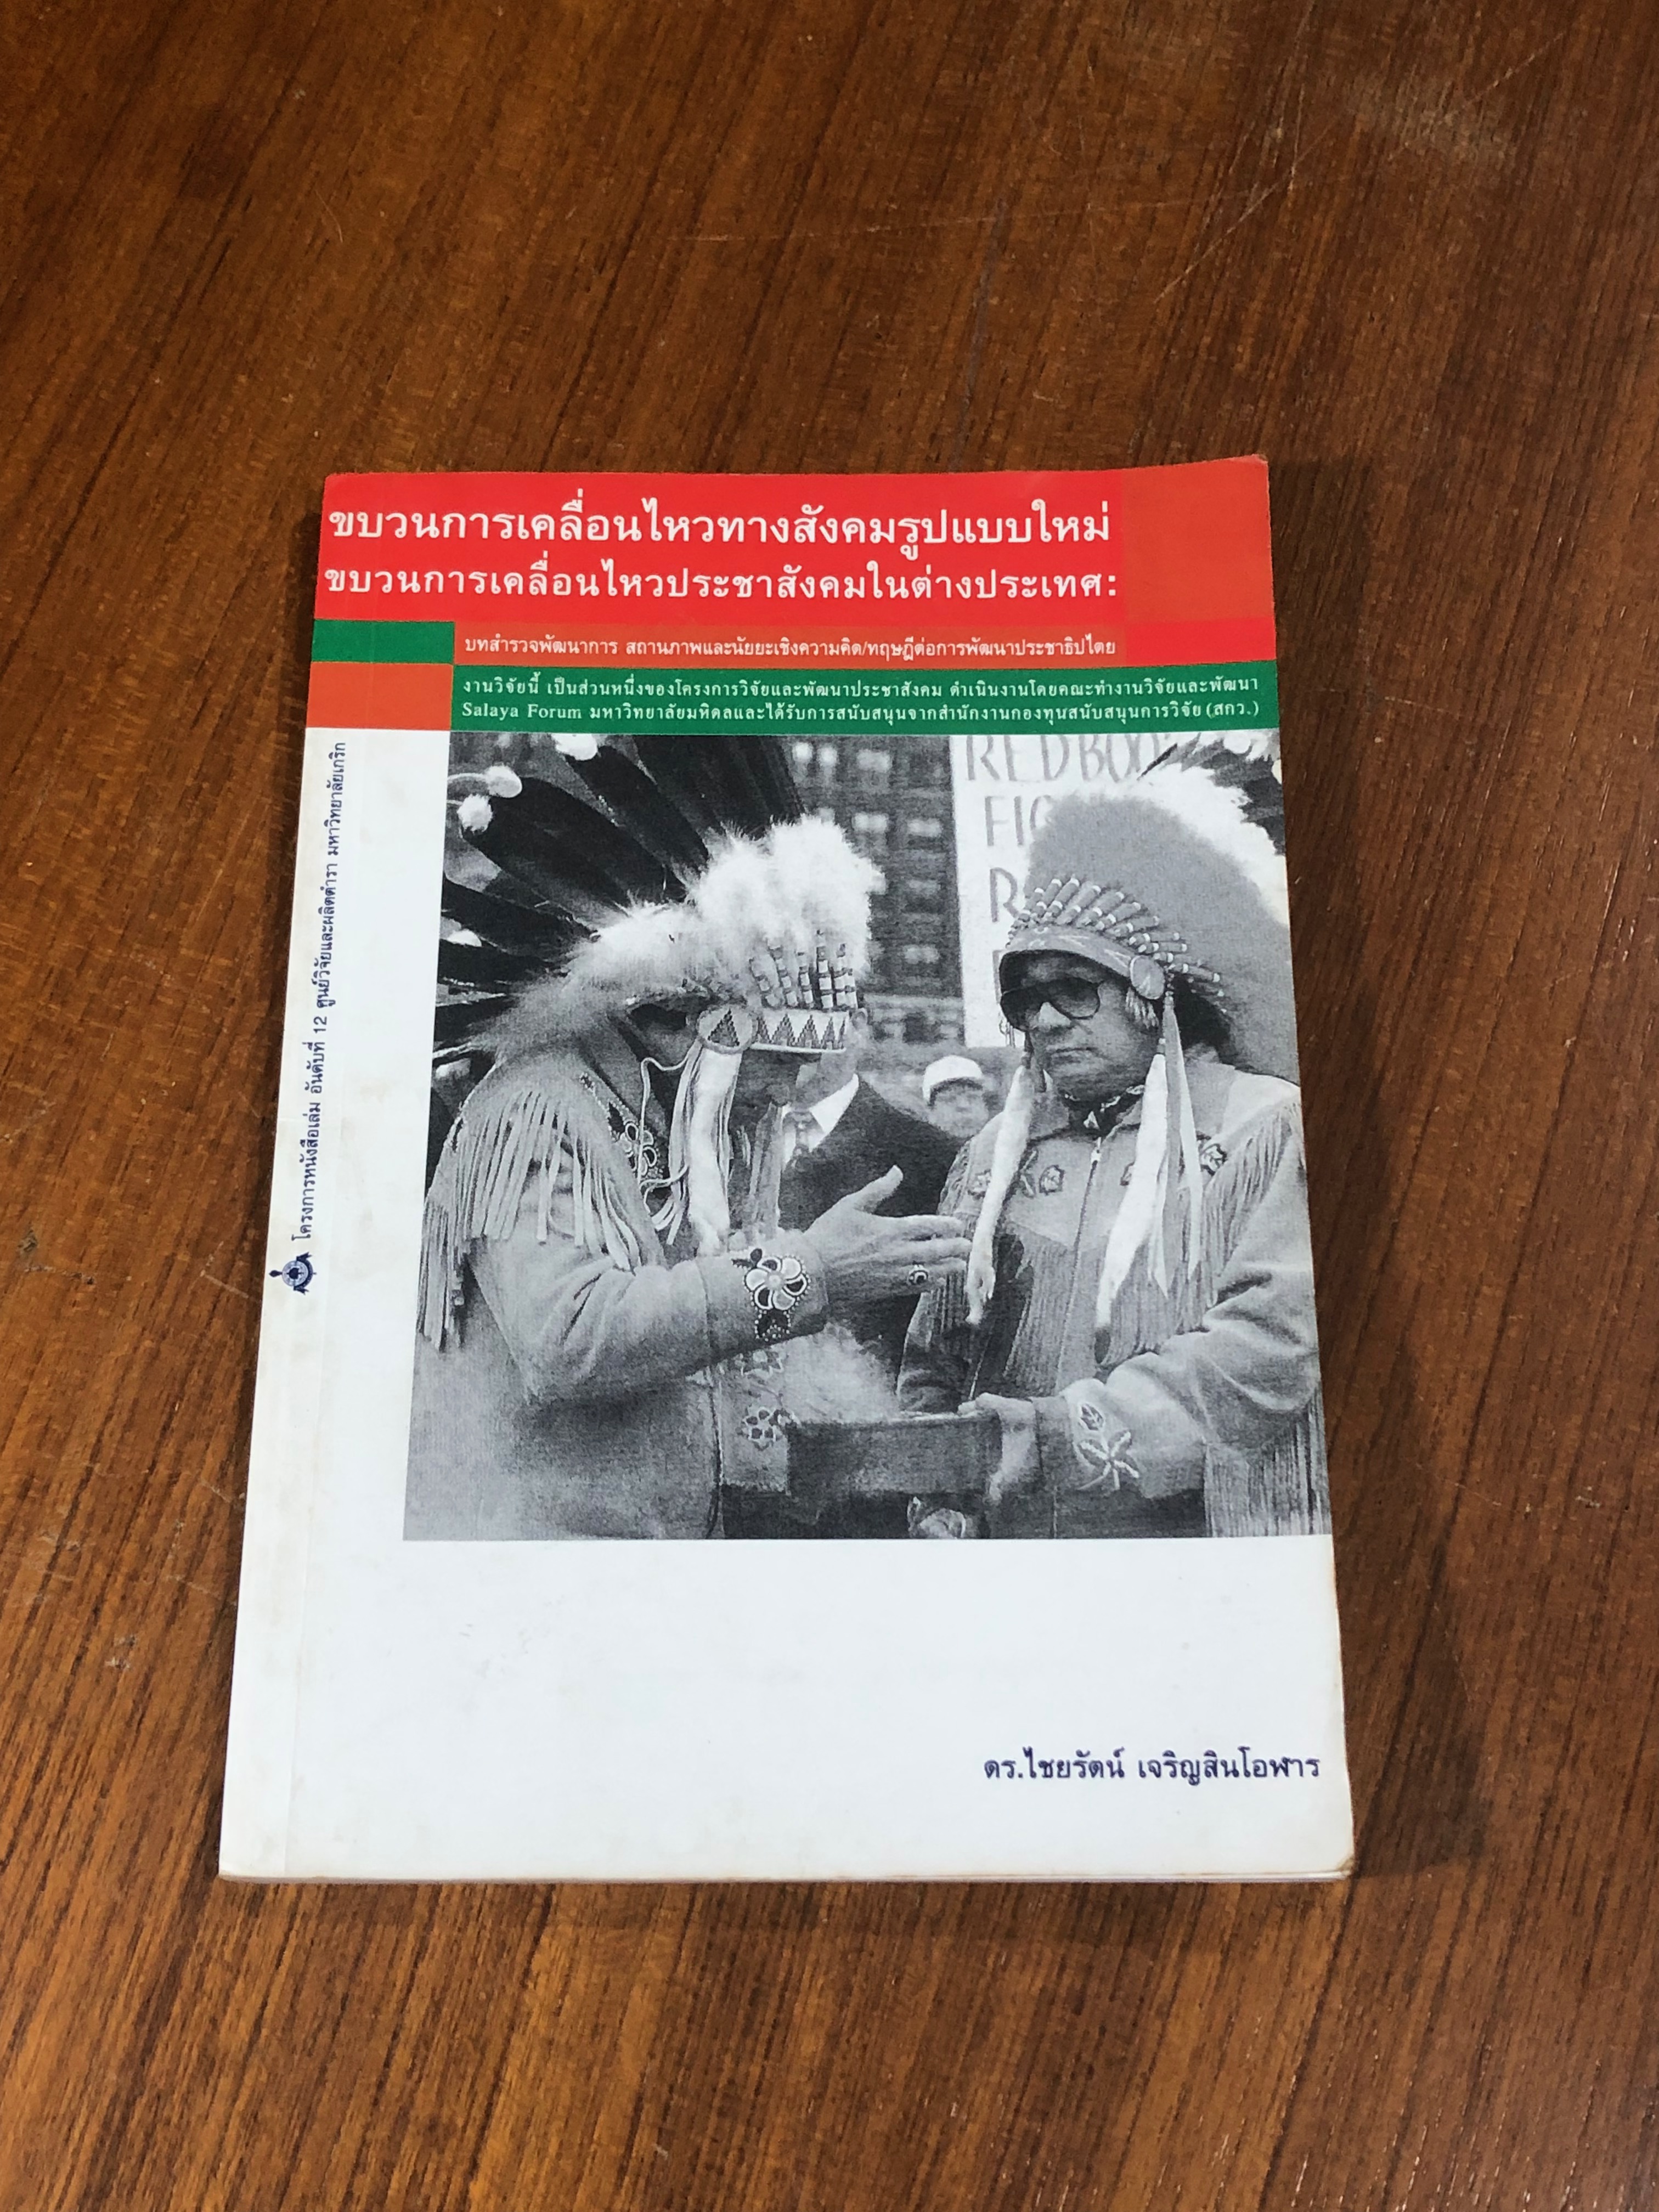 ขบวนการเคลื่อนไหวทางสังคมรูปแบบใหม่
ขบวนการเคลื่อนไหวประชาสังคมในต่างประเทศ:
บทสำรวจพัฒนาการ สถานภาพและนัยยะเชิงความคิด/ทฤษฎีต่อการพัฒนาประชาธิปไตย
งานวิจัยนี้ เป็นส่วนหนึ่งของโครงการวิจัยและพัฒนาประชาสังคม ดำเนินงานโดยคณะทำงานวิจัยและพัฒนา
Salaya Forum มหาวิทยาลัยมหิดลและได้รับการสนับสนุนจากสำนักงานกองทุนสนับสนุนการวิจัย (สกว.)
โครงการหนังสือเล่ม อันดับที่ 12 ศูนย์วิจัยและผลิตตำรา มหาวิทยาลัยเกริก
RED
ดร.ไชยรัตน์ เจริญสินโอฬาร